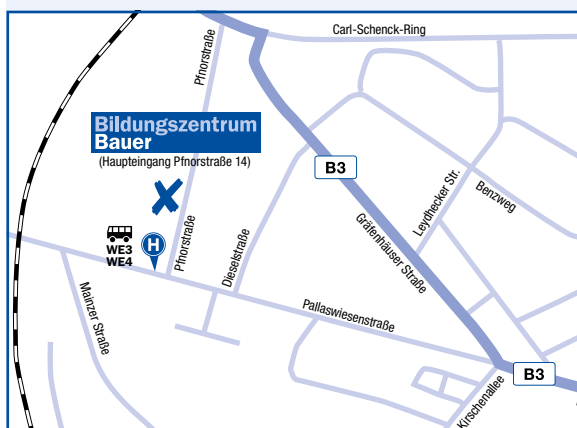 Carl-Schenck-Ring
Pfnorstraße
Bildungszentrum
Bauer
(Haupteingang Pfnorstraße 14)
B3
Leydhecker Str.
Benzweg
WE3
WE4
H
Pfnorstraße
Dieselstraße
Gräfenhäuser Straße
Mainzer Straße
Pallaswiesenstraße
B3
Kirschenallee